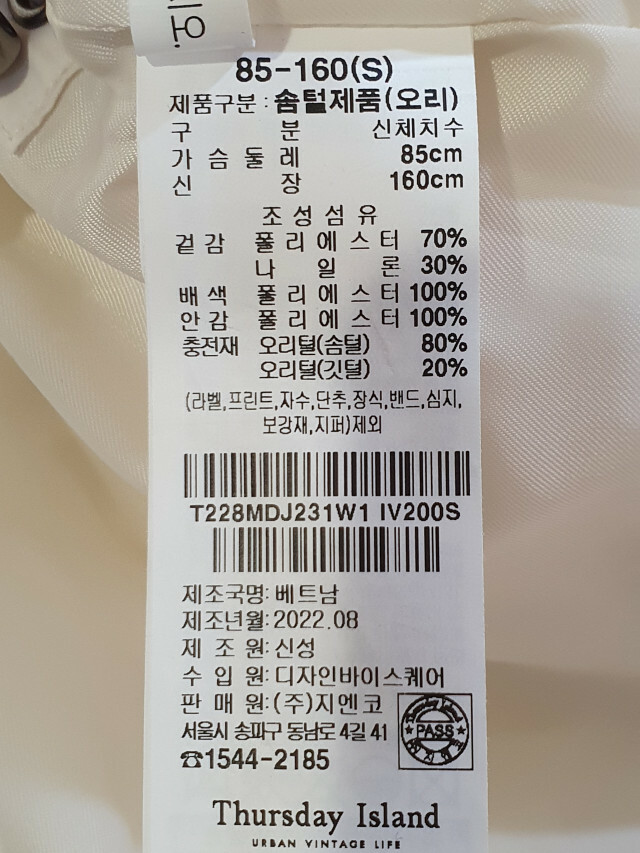 요.
85-160(S)
제품구분 : 솜털제품(오리)
구 분 신체치수
가 슴 둘 레 85cm
신 장 160cm
조 성 섬 유
겉 감 폴 리 에 스 터 70%
나 일 론 30%
배 색 폴 리 에 스 터 100%
안 감 폴 리 에 스 터 100%
충전재 오리털(솜털) 80%
오리털(깃털) 20%
(라벨,프린트,자수,단추,장식,밴드,심지,
보강재,지퍼)제외
T228MDJ231W1 IV200S
제조국명: 베트남
제조년월: 2022.08
제 조 원: 신성
수 입 원: 디자인바이스퀘어
판 매 원: (주)지엔코
서울시 송파구 동남로 4길 41
☎1544-2185
Thursday Island
PASS
Thursday Island
URBAN VINTAGE LIFE